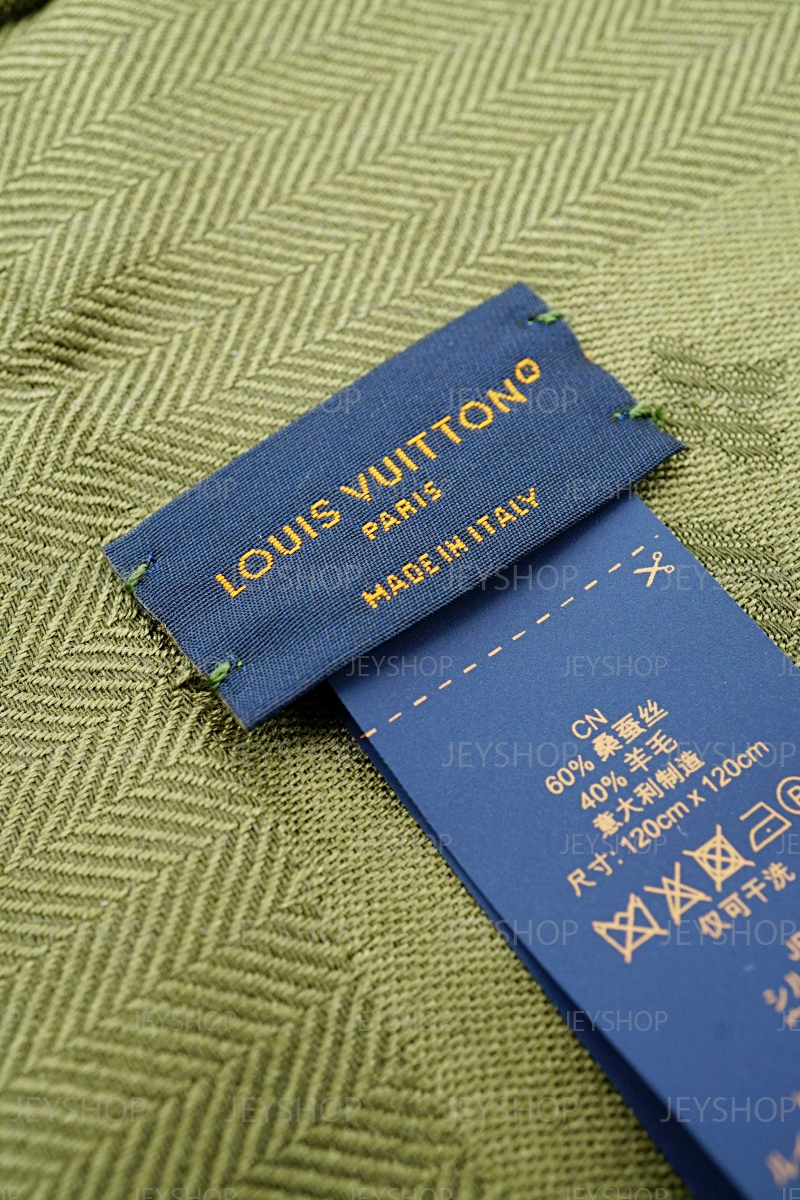 LOUIS VUITTON
PARIS
MADE IN ITALY
CN
60% 桑蚕丝
40% 羊毛
意大利制造
尺寸: 120cm x 120cm
仅可干洗
JEYSHOP